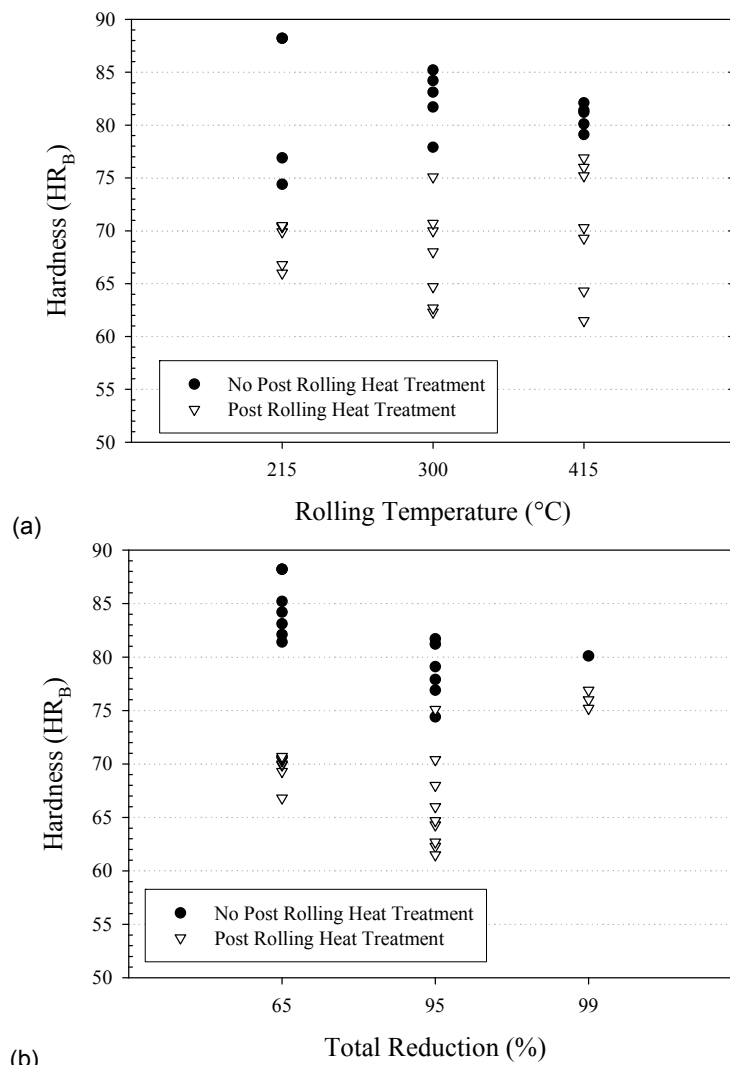 90
85
80
75
70
65
60
55
50
Hardness (HRB)
No Post Rolling Heat Treatment
Post Rolling Heat Treatment
215 300 415
Rolling Temperature (°C)
(a)
90
85
80
75
70
65
60
55
50
Hardness (HRB)
No Post Rolling Heat Treatment
Post Rolling Heat Treatment
65 95 99
Total Reduction (%)
(b)